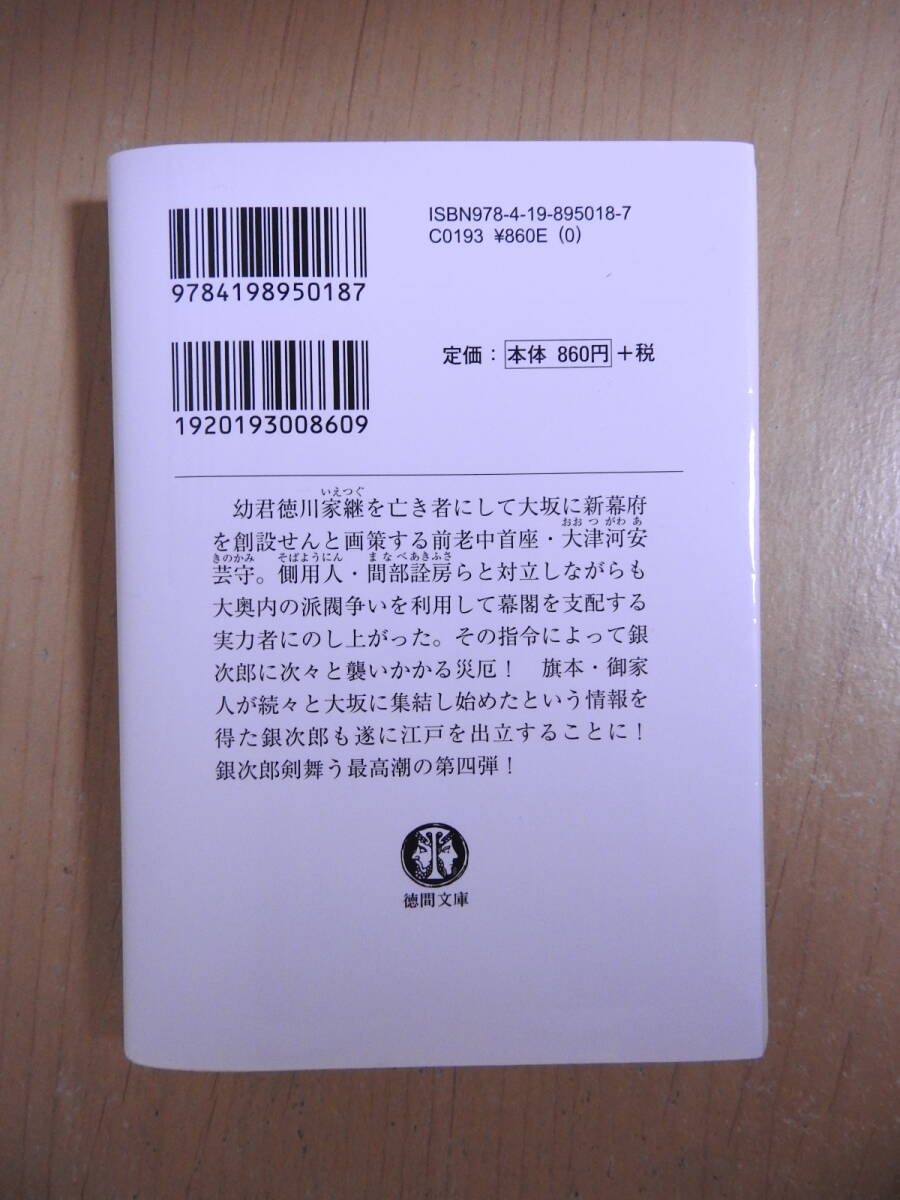 ISBN978-4-19-895018-7
C0193 ¥860E (0)
9784198950187
定価：本体 860円+税
1920193008609
幼君徳川家継を亡き者にして大坂に新幕府
いえつぐ
を創設せんと画策する前老中首座・大津河安
おおつがわあ
芸守。側用人・間部詮房らと対立しながらも
きのかみ そばようにん まなべあきふさ
大奥内の派閥争いを利用して幕閣を支配する
実力者にのし上がった。その指令によって銀
次郎に次々と襲いかかる災厄！　旗本・御家
人が続々と大坂に集結し始めたという情報を
得た銀次郎も遂に江戸を出立することに！
銀次郎剣舞う最高潮の第四弾！
徳間文庫